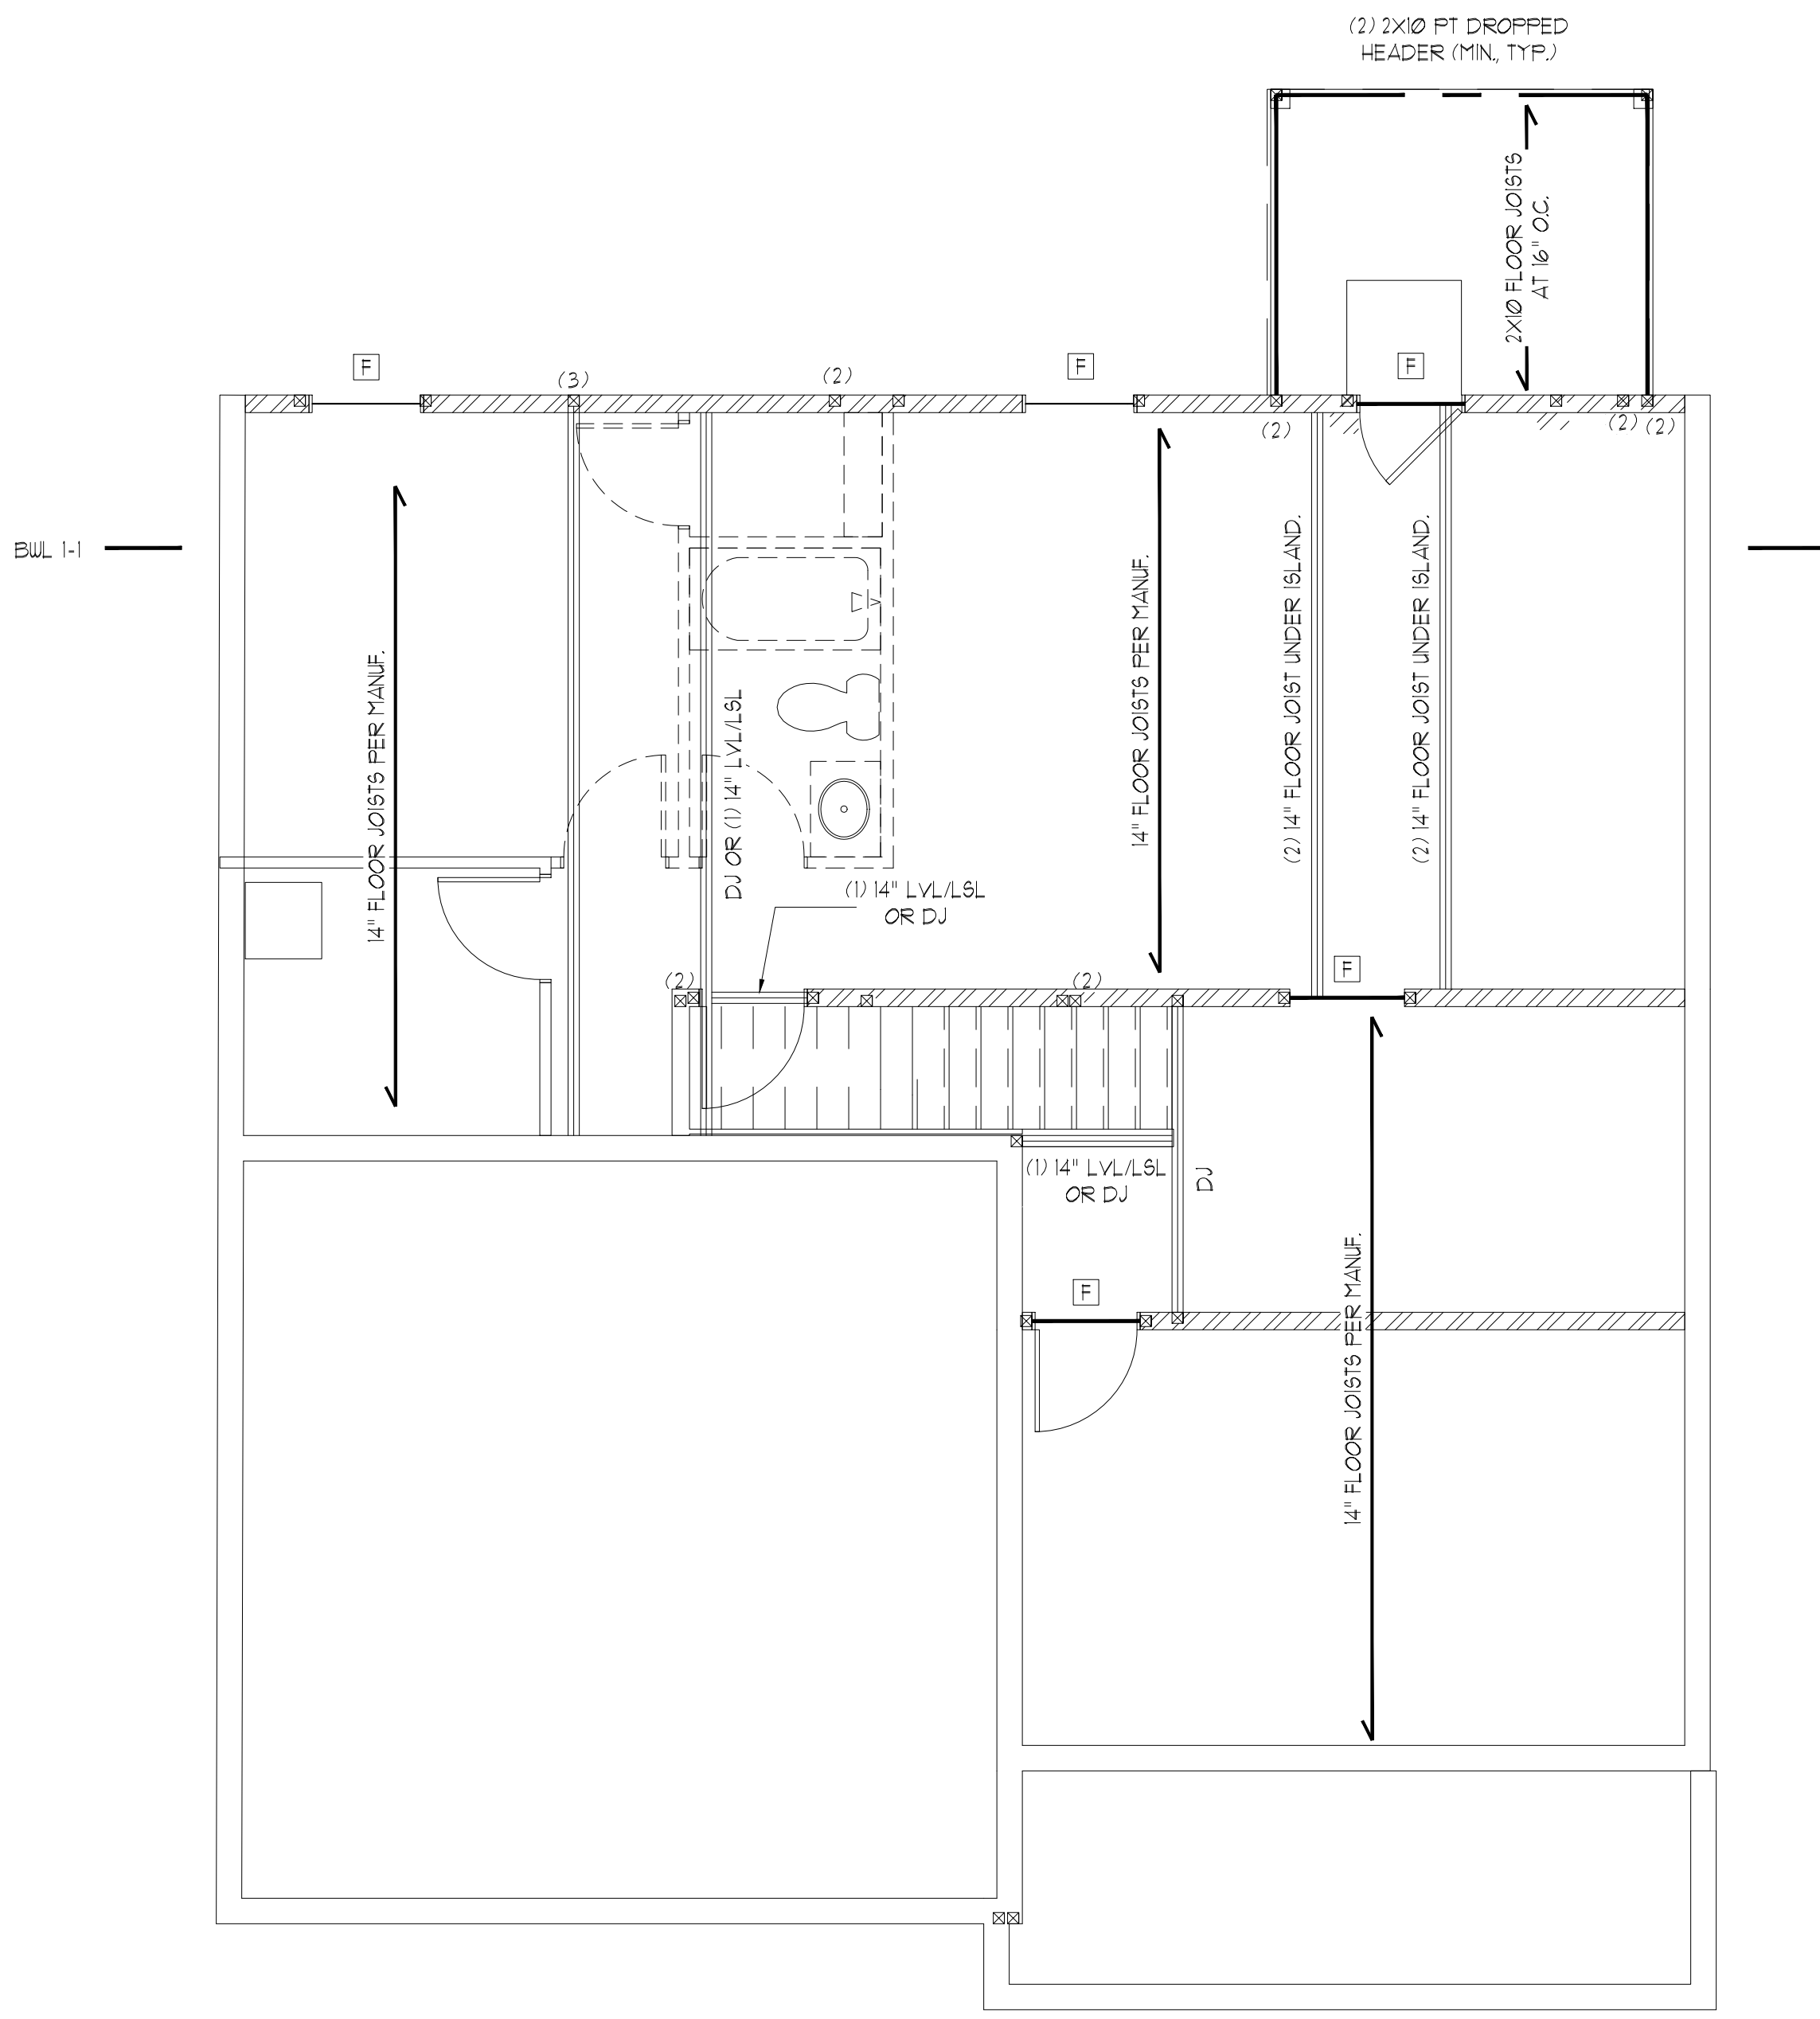 (2) 2X10 PT DROPPED
HEADER (MIN., TYP.)
2X10 FLOOR JOISTS
AT 16" O.C.
F
F
F
(3)
(2)
(2)
(2)
(2)
BWL 1-1
14" FLOOR JOISTS PER MANUF.
DJ OR (1) 14" LVL/LSL
14" FLOOR JOISTS PER MANUF.
(2) 14" FLOOR JOIST UNDER ISLAND.
(2) 14" FLOOR JOIST UNDER ISLAND.
(1) 14" LVL/LSL
OR DJ
(2)
(2)
F
(1) 14" LVL/LSL
OR DJ
DJ
F
14" FLOOR JOISTS PER MANUF.